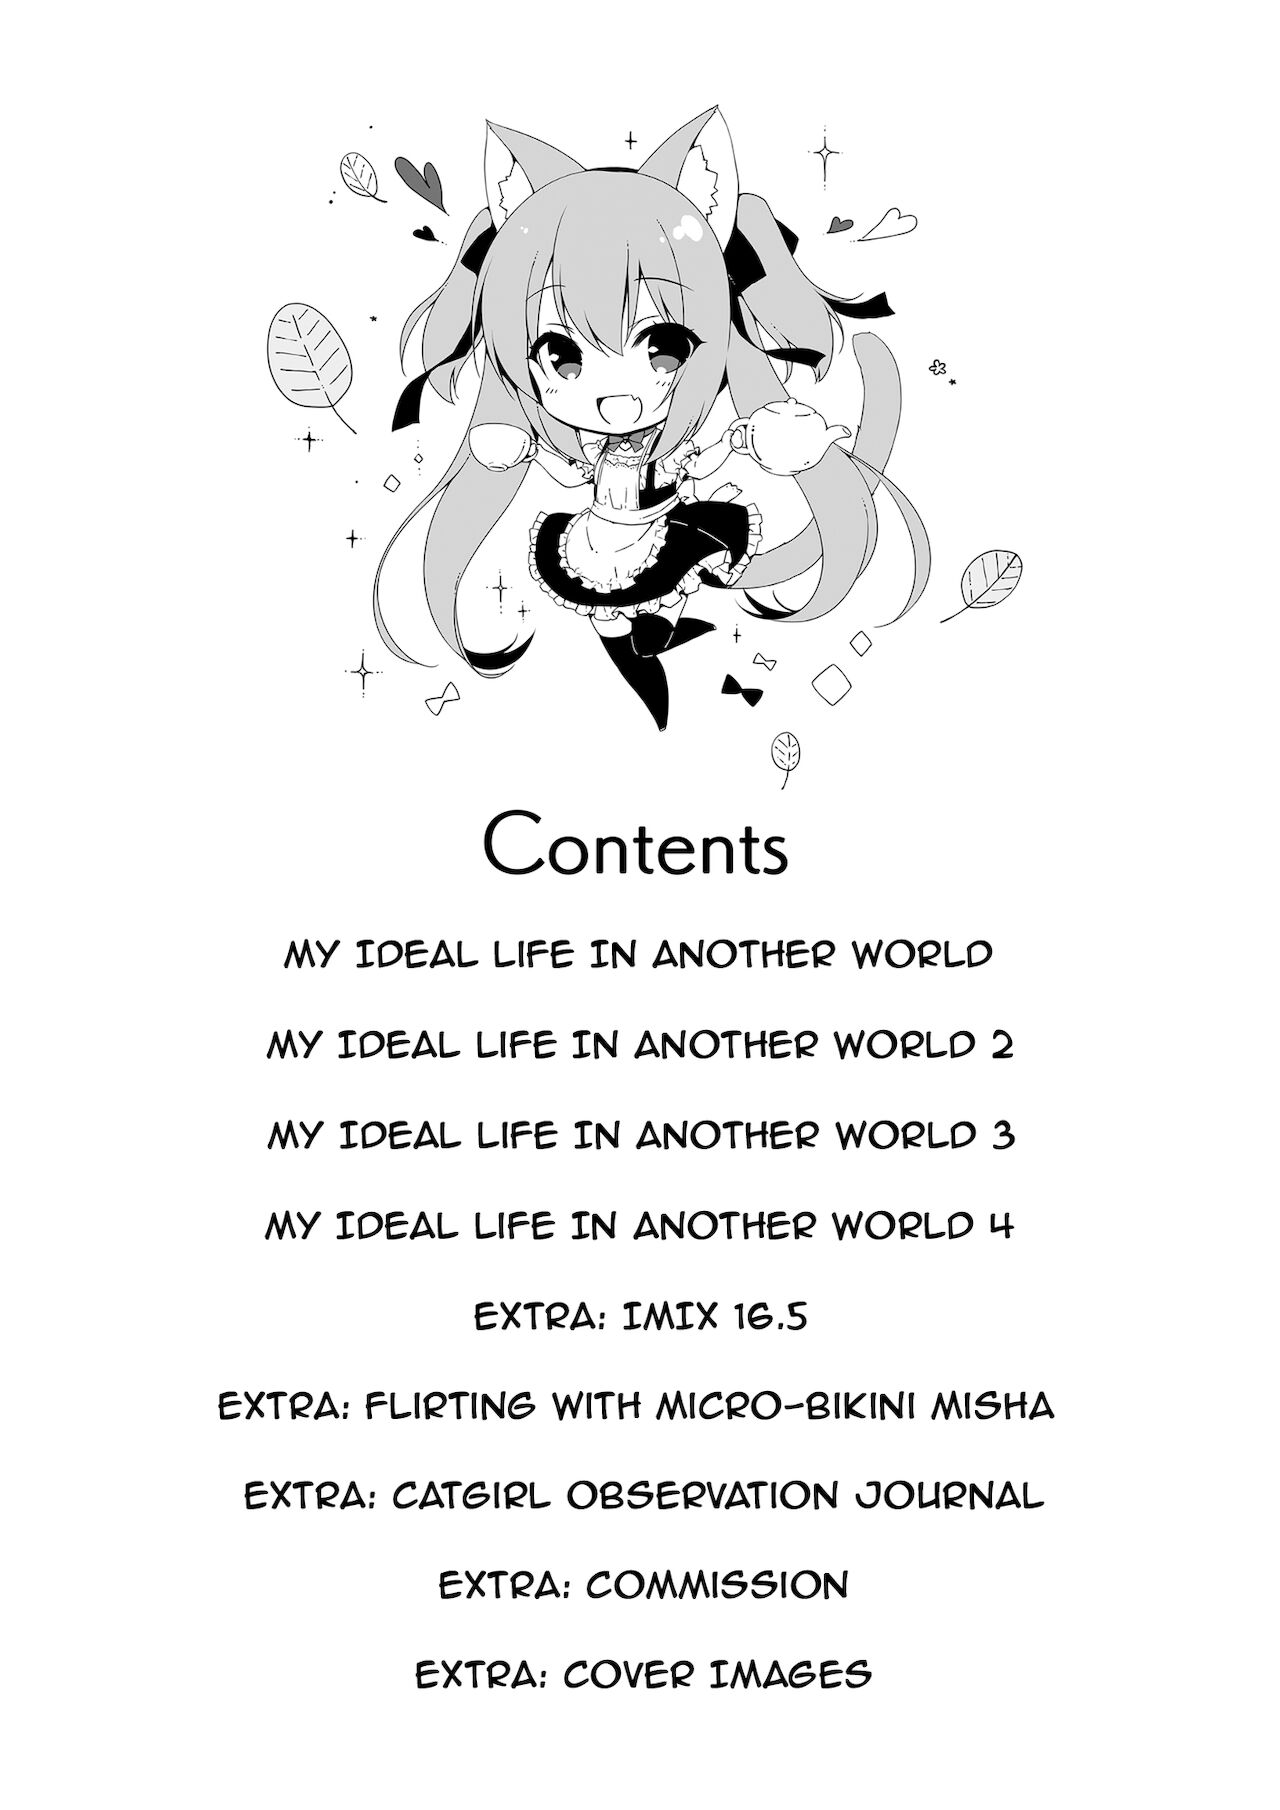 Contents
MY IDEAL LIFE IN ANOTHER WORLD
MY IDEAL LIFE IN ANOTHER WORLD 2
MY IDEAL LIFE IN ANOTHER WORLD 3
MY IDEAL LIFE IN ANOTHER WORLD 4
EXTRA: IMIX 16.5
EXTRA: FLIRTING WITH MICRO-BIKINI MISHA
EXTRA: CATGIRL OBSERVATION JOURNAL
EXTRA: COMMISSION
EXTRA: COVER IMAGES